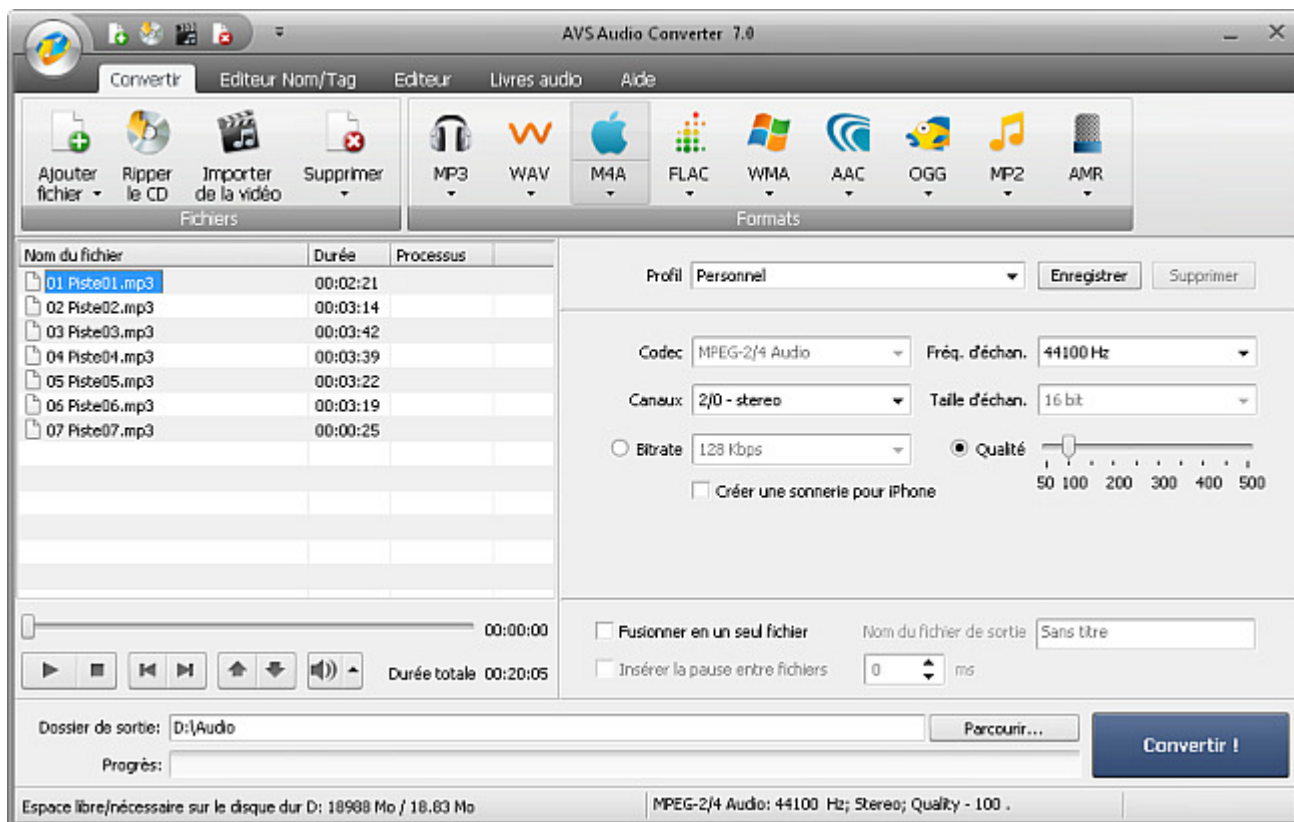 AVS Audio Converter 7.0
Convertir Editeur Nom/Tag Editeur Livres audio Aide
Ajouter fichier
Ripper le CD
Importer de la vidéo
Supprimer
MP3 WAV M4A FLAC WMA AAC OGG MP2 AMR
Fichiers Formats
Nom du fichier Durée Processus
01 Piste01.mp3 00:02:21
02 Piste02.mp3 00:03:14
03 Piste03.mp3 00:03:42
04 Piste04.mp3 00:03:39
05 Piste05.mp3 00:03:22
06 Piste06.mp3 00:03:19
07 Piste07.mp3 00:00:25
00:00:00
Durée totale 00:20:05
Profil Personnel Enregistrer Supprimer
Codec MPEG-2/4 Audio Fréq. d'échan. 44100 Hz
Canaux 2/0 - stereo Taille d'échan. 16 bit
Bitrate 128 Kbps Qualité
Créer une sonnerie pour iPhone
50 100 200 300 400 500
Fusionner en un seul fichier Nom du fichier de sortie Sans titre
Insérer la pause entre fichiers 0 ms
Dossier de sortie: D:\Audio Parcourir...
Progrès:
Convertir !
Espace libre/nécessaire sur le disque dur D: 18988 Mo / 18.83 Mo
MPEG-2/4 Audio: 44100 Hz; Stereo; Quality - 100 .